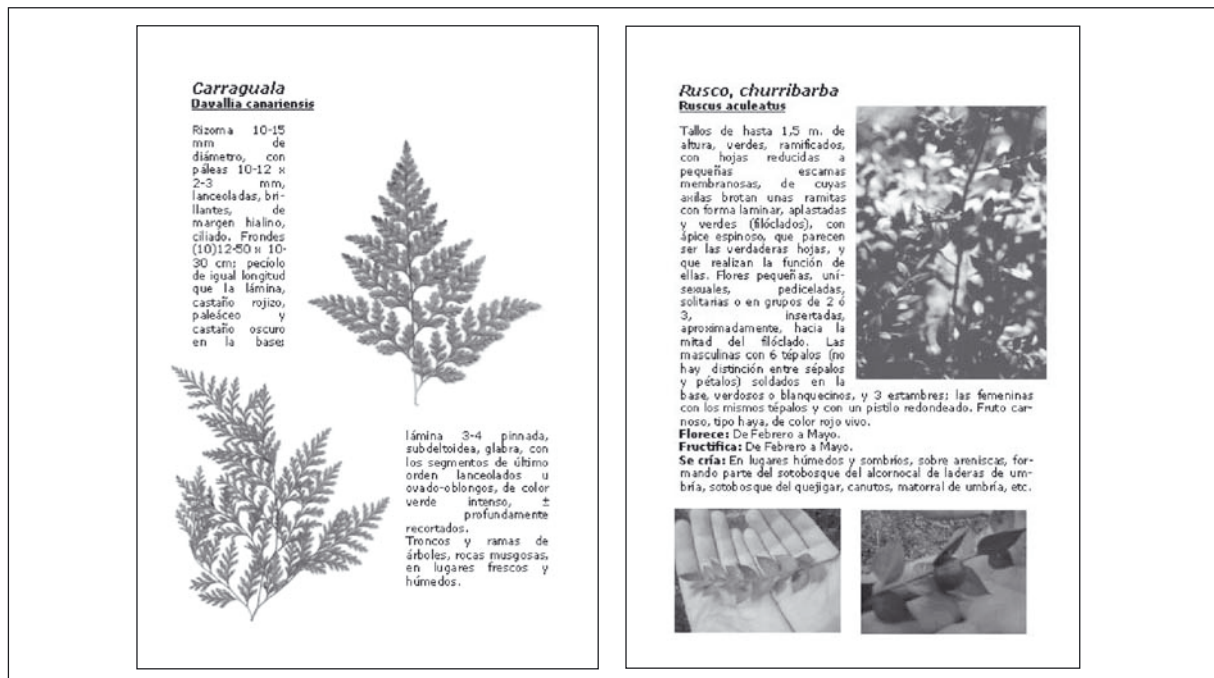 Carraguala
Davallia canariensis
Rizoma 10-15
mm de
diámetro, con
páleas 10-12 x
2-3 mm,
lanceoladas, bri-
llantes, de
margen hialino,
ciliado. Frondes
(10)12-50 x 10-
30 cm; pecíolo
de igual longitud
que la lámina,
castaño rojizo,
paleáceo y
castaño oscuro
en la base;
lámina 3-4 pinnada,
subdeltoidea, glabra, con
los segmentos de último
orden lanceolados u
ovado-oblongos, de color
verde intenso, ±
profundamente
recortados.
Troncos y ramas de
árboles, rocas musgosas,
en lugares frescos y
húmedos.
Rusco, churribarba
Ruscus aculeatus
Tallos de hasta 1,5 m. de
altura, verdes, ramificados,
con hojas reducidas a
pequeñas escamas
membranosas, de cuyas
axilas brotan unas ramitas
con forma laminar, aplastadas
y verdes (filóclados), con
ápice espinoso, que parecen
ser las verdaderas hojas, y
que realizan la función de
ellas. Flores pequeñas, uni-
sexuales, pediceladas,
solitarias o en grupos de 2 ó
3, insertadas,
aproximadamente, hacia la
mitad del filóclado. Las
masculinas con 6 tépalos (no
hay distinción entre sépalos
y pétalos) soldados en la
base, verdosos o blanquecinos, y 3 estambres; las femeninas
con los mismos tépalos y con un pistilo redondeado. Fruto car-
noso, tipo haya, de color rojo vivo.
Florece: De Febrero a Mayo.
Fructifica: De Febrero a Mayo.
Se cría: En lugares húmedos y sombríos, sobre areniscas, for-
mando parte del sotobosque del alcornocal de laderas de um-
bría, sotobosque del quejigar, canutos, matorral de umbría, etc.